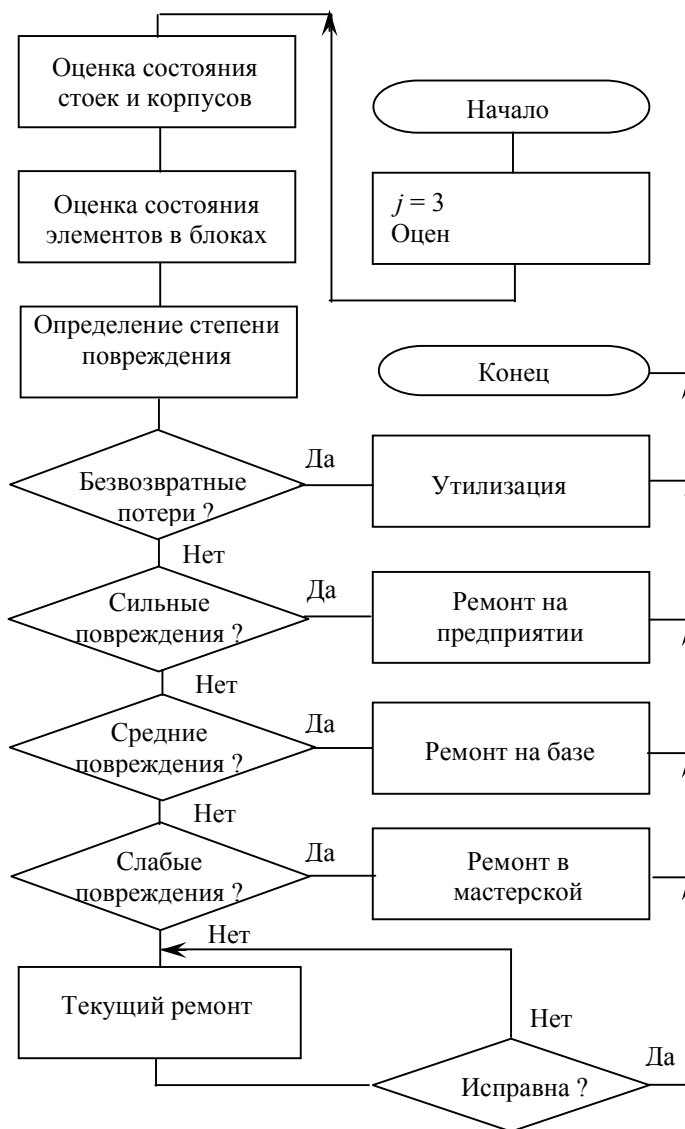 Начало
j = 3
Оцен
Оценка состояния
стоек и корпусов
Оценка состояния
элементов в блоках
Определение степени
повреждения
Конец
Безвозвратные
потери ?
Да
Утилизация
Нет
Сильные
повреждения ?
Да
Ремонт на
предприятии
Нет
Средние
повреждения ?
Да
Ремонт на базе
Нет
Слабые
повреждения ?
Да
Ремонт в
мастерской
Нет
Текущий ремонт
Нет
Исправна ?
Да